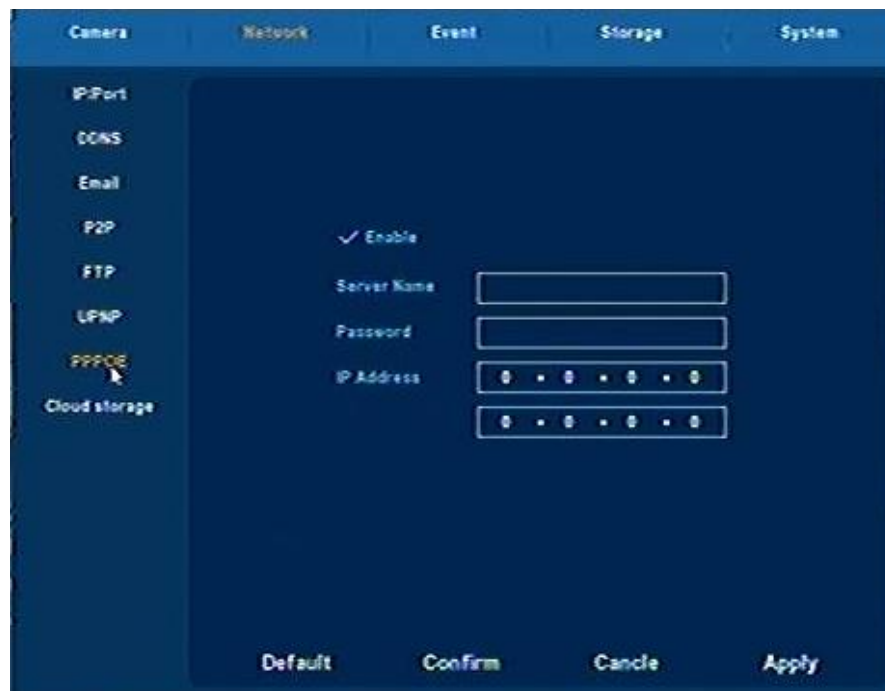 Camera Network Event Storage System
IP/Port
DDNS
Email
P2P
FTP
UPNP
PPPOE
Cloud storage
Enable
Server Name
Password
IP Address 0 . 0 . 0 . 0
0 . 0 . 0 . 0
Default Confirm Cancle Apply